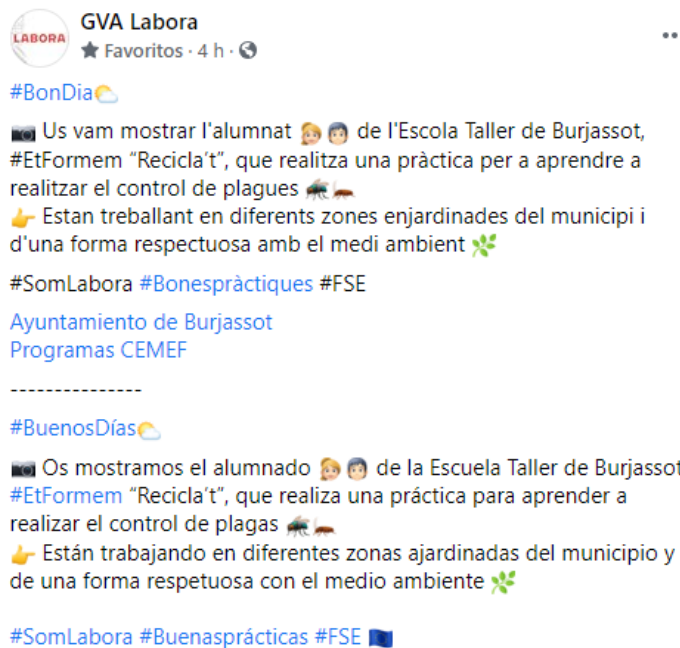 LABORA
GVA Labora
Favoritos · 4 h ·
#BonDia🌤️
📷 Us vam mostrar l'alumnat 👧🧒 de l'Escola Taller de Burjassot,
#EtFormem “Recicla´t”, que realitza una pràctica per a aprendre a
realitzar el control de plagues 🪰🪳
👉 Estan treballant en diferents zones enjardinades del municipi i
d'una forma respectuosa amb el medi ambient 🌿
#SomLabora #Bonespràctiques #FSE
Ayuntamiento de Burjassot
Programas CEMEF
---------------
#BuenosDías🌤️
📷 Os mostramos el alumnado 👧🧒 de la Escuela Taller de Burjassot
#EtFormem “Recicla´t”, que realiza una práctica para aprender a
realizar el control de plagas 🪰🪳
👉 Están trabajando en diferentes zonas ajardinadas del municipio y
de una forma respetuosa con el medio ambiente 🌿
#SomLabora #Buenasprácticas #FSE 🇪🇺